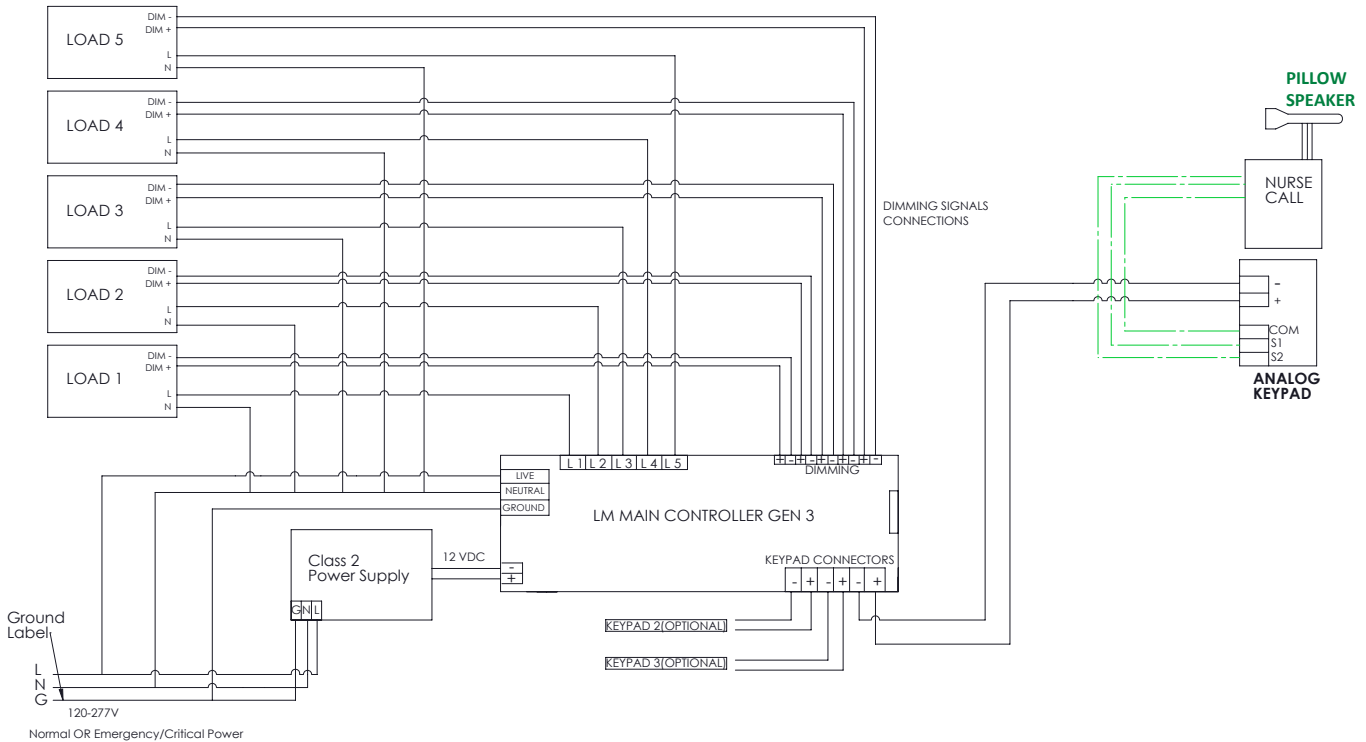 LOAD 5
DIM -
DIM +
L
N
LOAD 4
DIM -
DIM +
L
N
LOAD 3
DIM -
DIM +
L
N
LOAD 2
DIM -
DIM +
L
N
LOAD 1
DIM -
DIM +
L
N
DIMMING SIGNALS
CONNECTIONS
PILLOW
SPEAKER
NURSE
CALL
-
+
COM
S1
S2
ANALOG
KEYPAD
L 1 L 2 L 3 L 4 L 5
+ - + - + - + - + -
DIMMING
LIVE
NEUTRAL
GROUND
LM MAIN CONTROLLER GEN 3
KEYPAD CONNECTORS
- + - + - +
12 VDC
-
+
Class 2
Power Supply
G N L
KEYPAD 2(OPTIONAL)
KEYPAD 3(OPTIONAL)
Ground
Label
L
N
G
120-277V
Normal OR Emergency/Critical Power